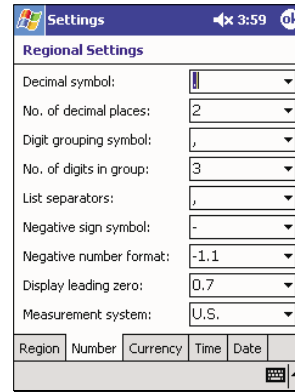 Settings 3:59 ok
Regional Settings
Decimal symbol: .
No. of decimal places: 2
Digit grouping symbol: ,
No. of digits in group: 3
List separators: ,
Negative sign symbol: -
Negative number format: -1.1
Display leading zero: 0.7
Measurement system: U.S.
Region Number Currency Time Date